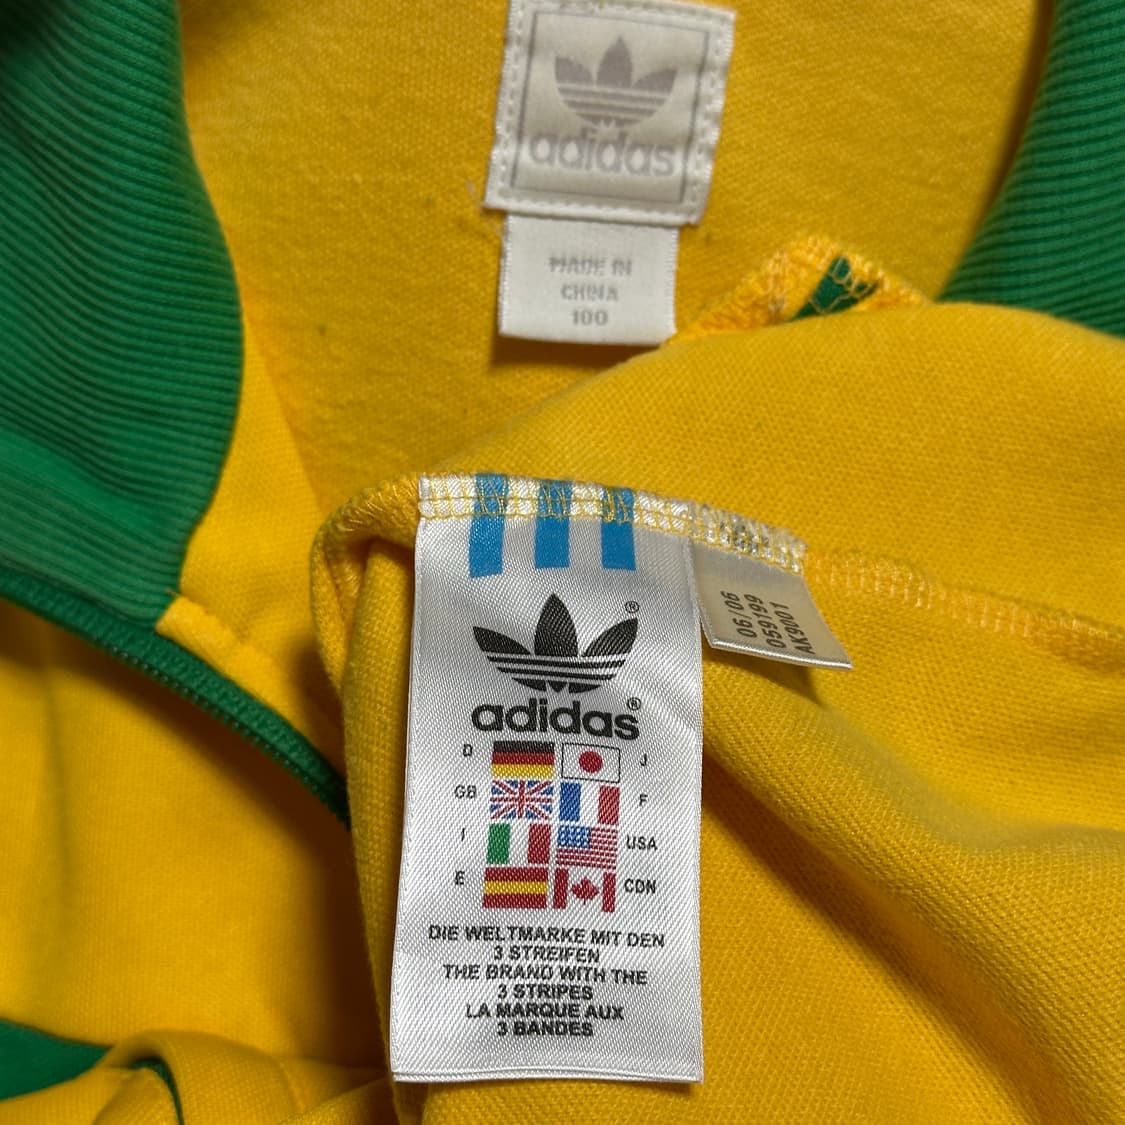 adidas
MADE IN
CHINA
100
06/06
059199
AK9001
®
adidas®
D J
GB F
I USA
E CDN
DIE WELTMARKE MIT DEN
3 STREIFEN
THE BRAND WITH THE
3 STRIPES
LA MARQUE AUX
3 BANDES